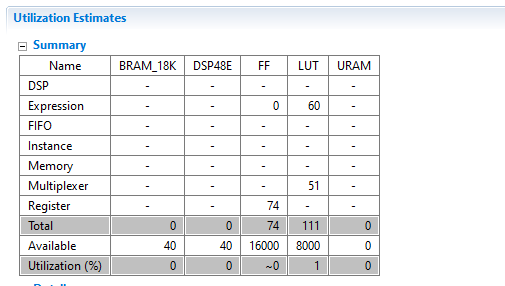 Utilization Estimates
Summary
Name BRAM_18K DSP48E FF LUT URAM
DSP - - - - -
Expression - - 0 60 -
FIFO - - - - -
Instance - - - - -
Memory - - - - -
Multiplexer - - - 51 -
Register - - 74 - -
Total 0 0 74 111 0
Available 40 40 16000 8000 0
Utilization (%) 0 0 ~0 1 0